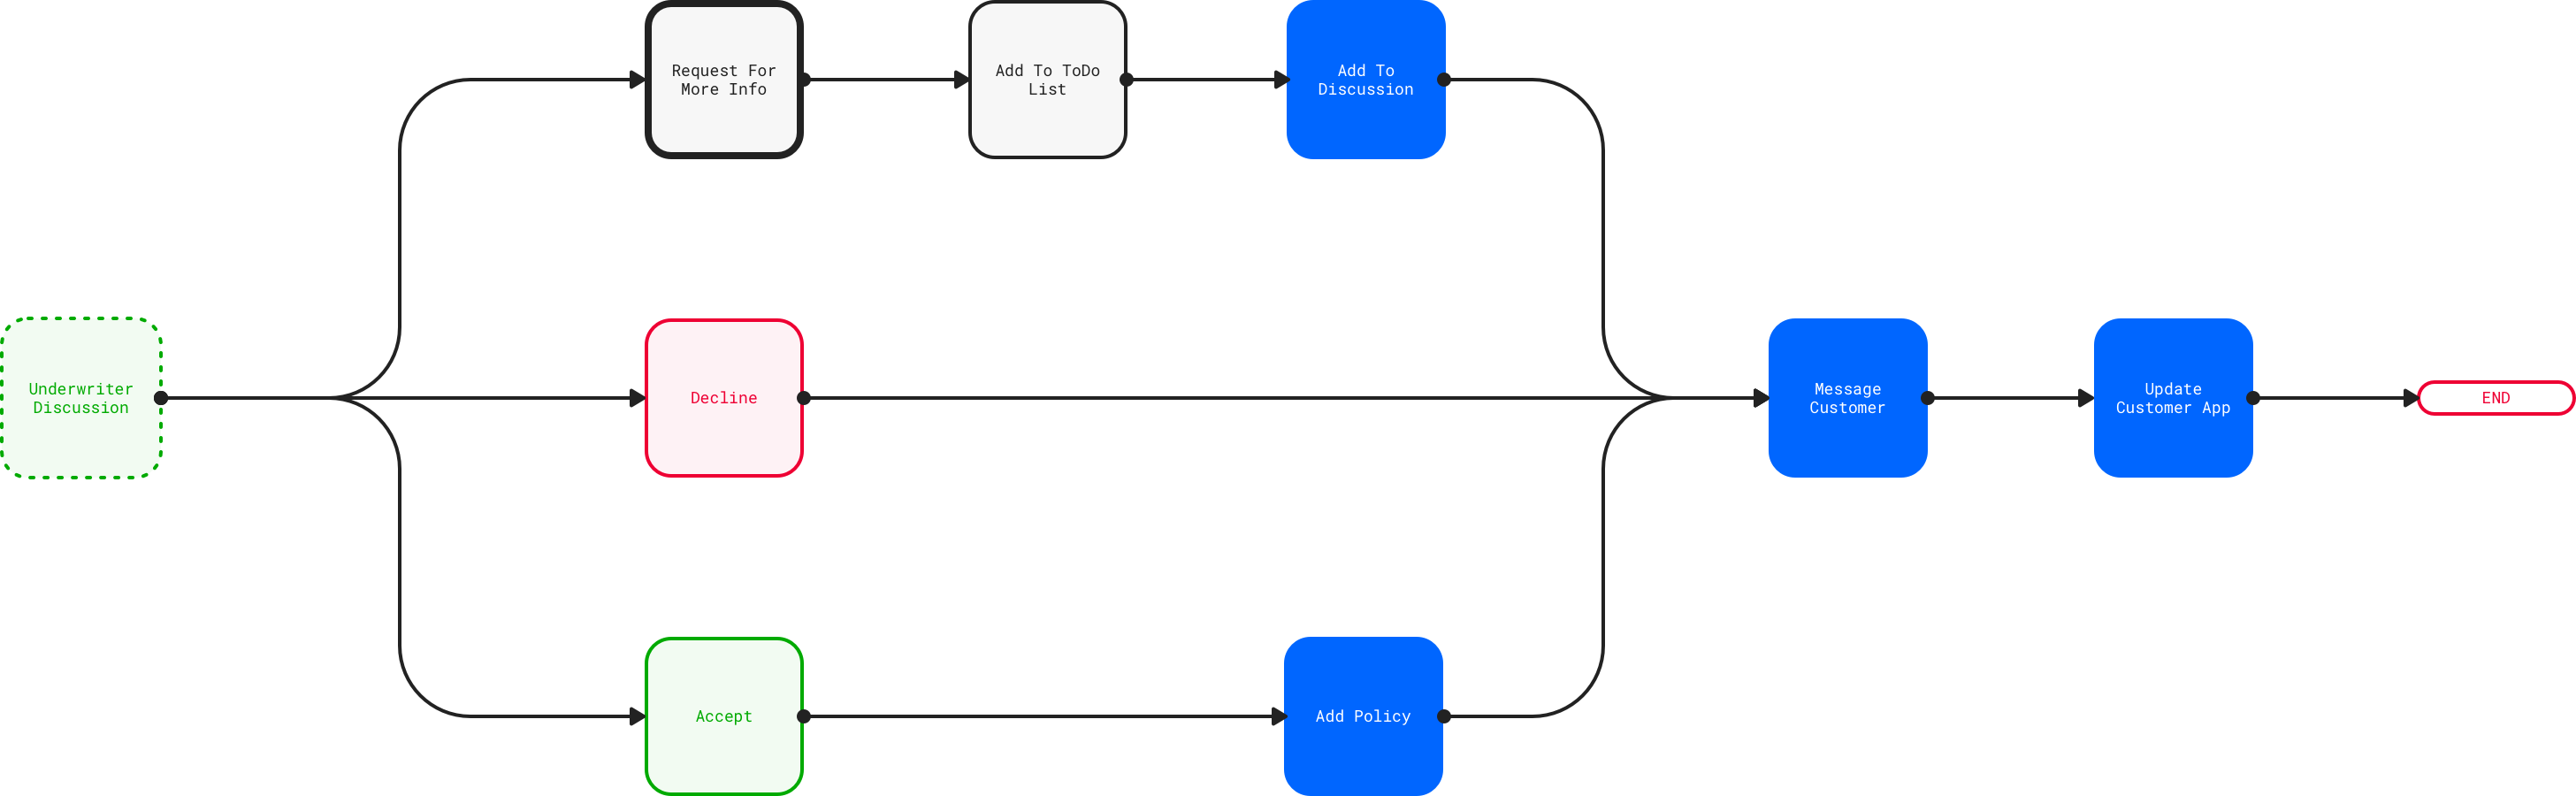 Request For
More Info
Add To ToDo
List
Add To
Discussion
Underwriter
Discussion
Decline
Message
Customer
Update
Customer App
END
Accept
Add Policy